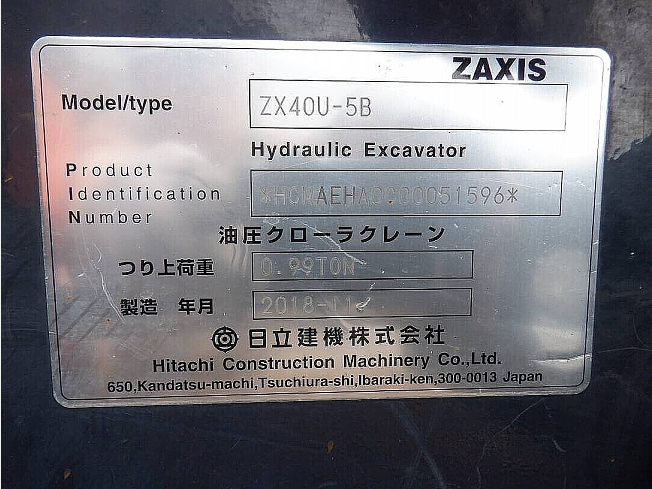 ZAXIS
Model/type ZX40U-5B
Hydraulic Excavator
Product
Identification
Number
油圧クローラクレーン
つり上荷重 0.99TON
製造 年月
日立建機株式会社
Hitachi Construction Machinery Co.,Ltd.
650,Kandatsu-machi,Tsuchiura-shi,Ibaraki-ken,300-0013 Japan